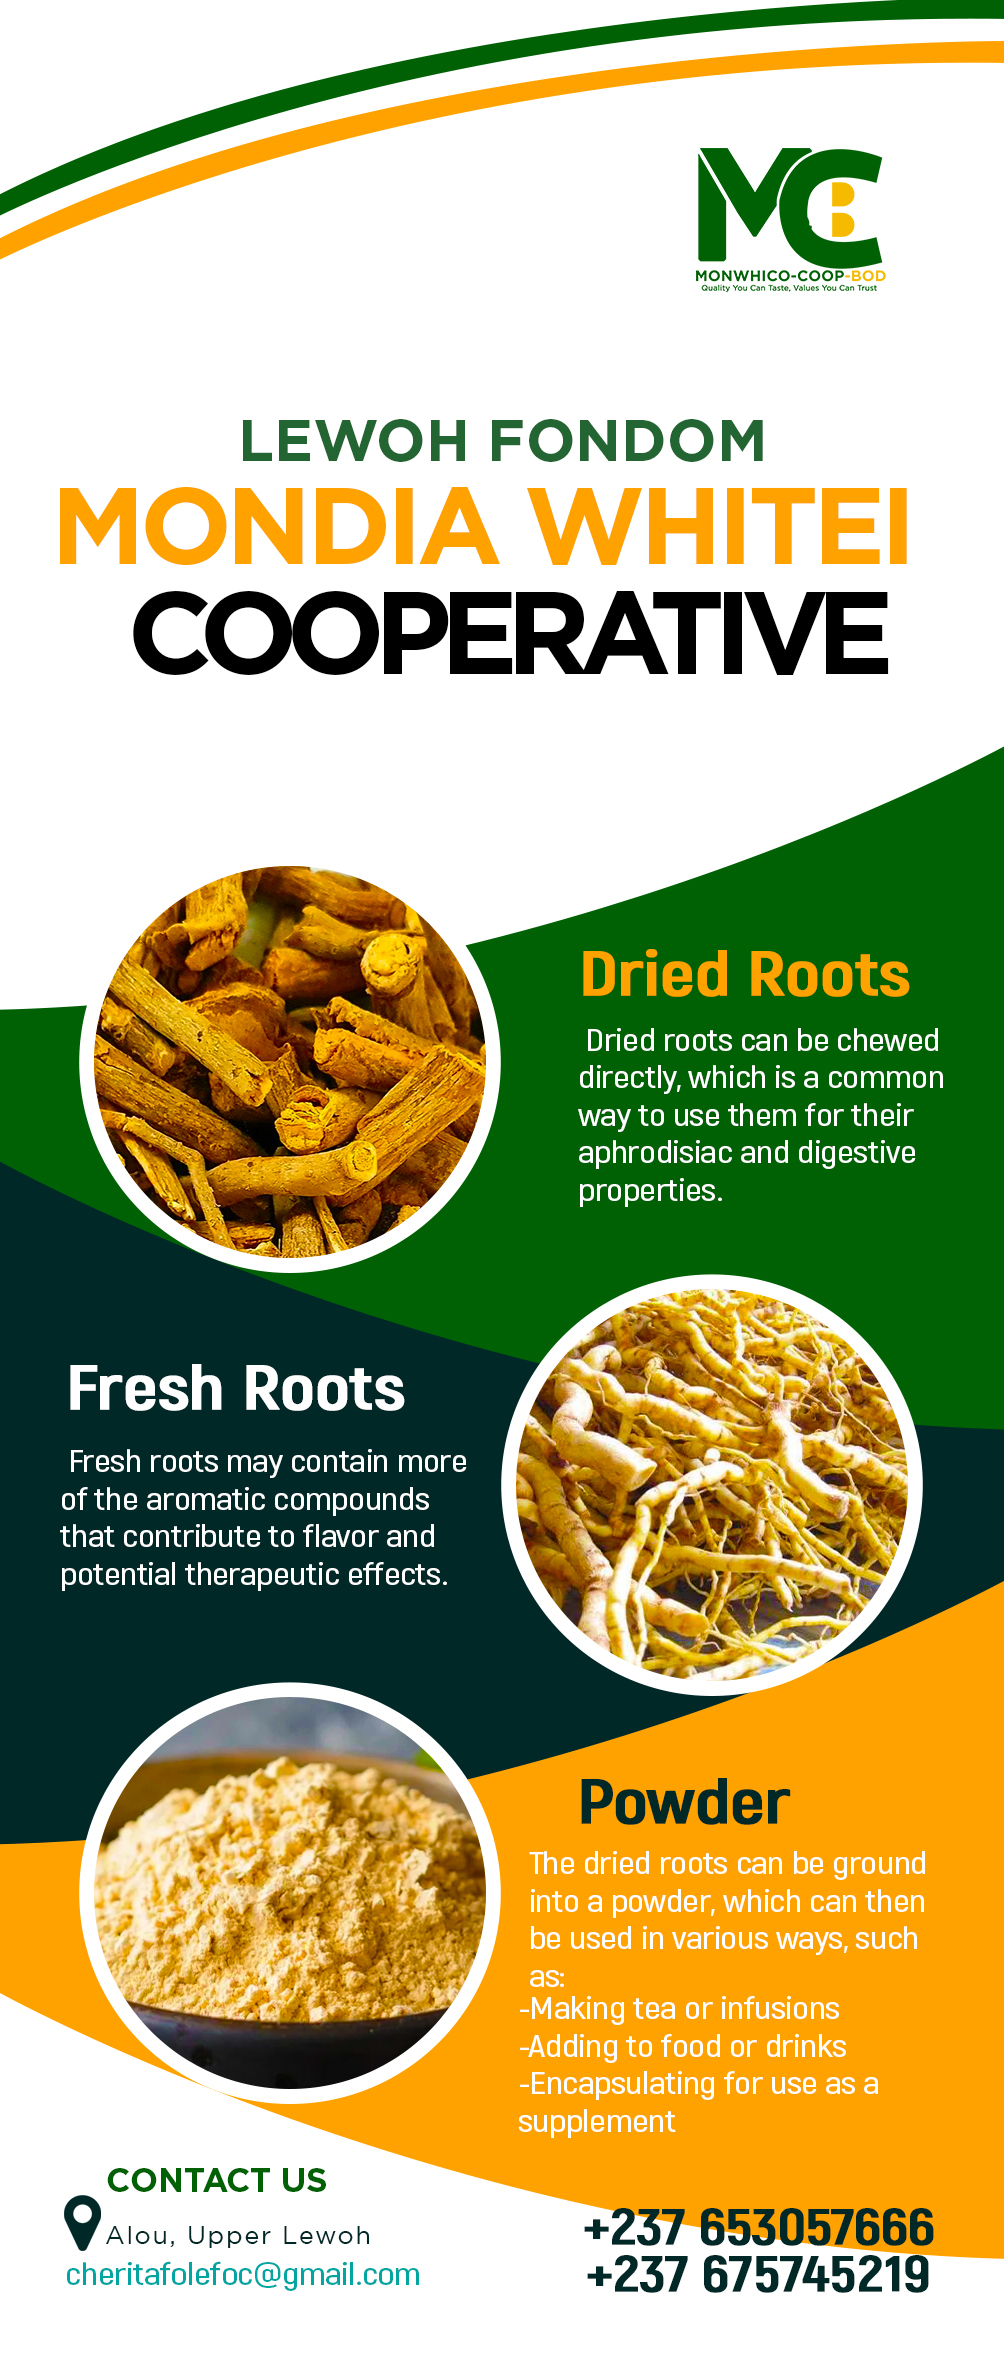 MCB
MONWHICO-COOP-BOD
Quality You Can Taste, Values You Can Trust
LEWOH FONDOM
MONDIA WHITEI
COOPERATIVE
Dried Roots
Dried roots can be chewed
directly, which is a common
way to use them for their
aphrodisiac and digestive
properties.
Fresh Roots
Fresh roots may contain more
of the aromatic compounds
that contribute to flavor and
potential therapeutic effects.
Powder
The dried roots can be ground
into a powder, which can then
be used in various ways, such
as:
-Making tea or infusions
-Adding to food or drinks
-Encapsulating for use as a
supplement
CONTACT US
Alou, Upper Lewoh
cheritafolefoc@gmail.com
+237 653057666
+237 675745219